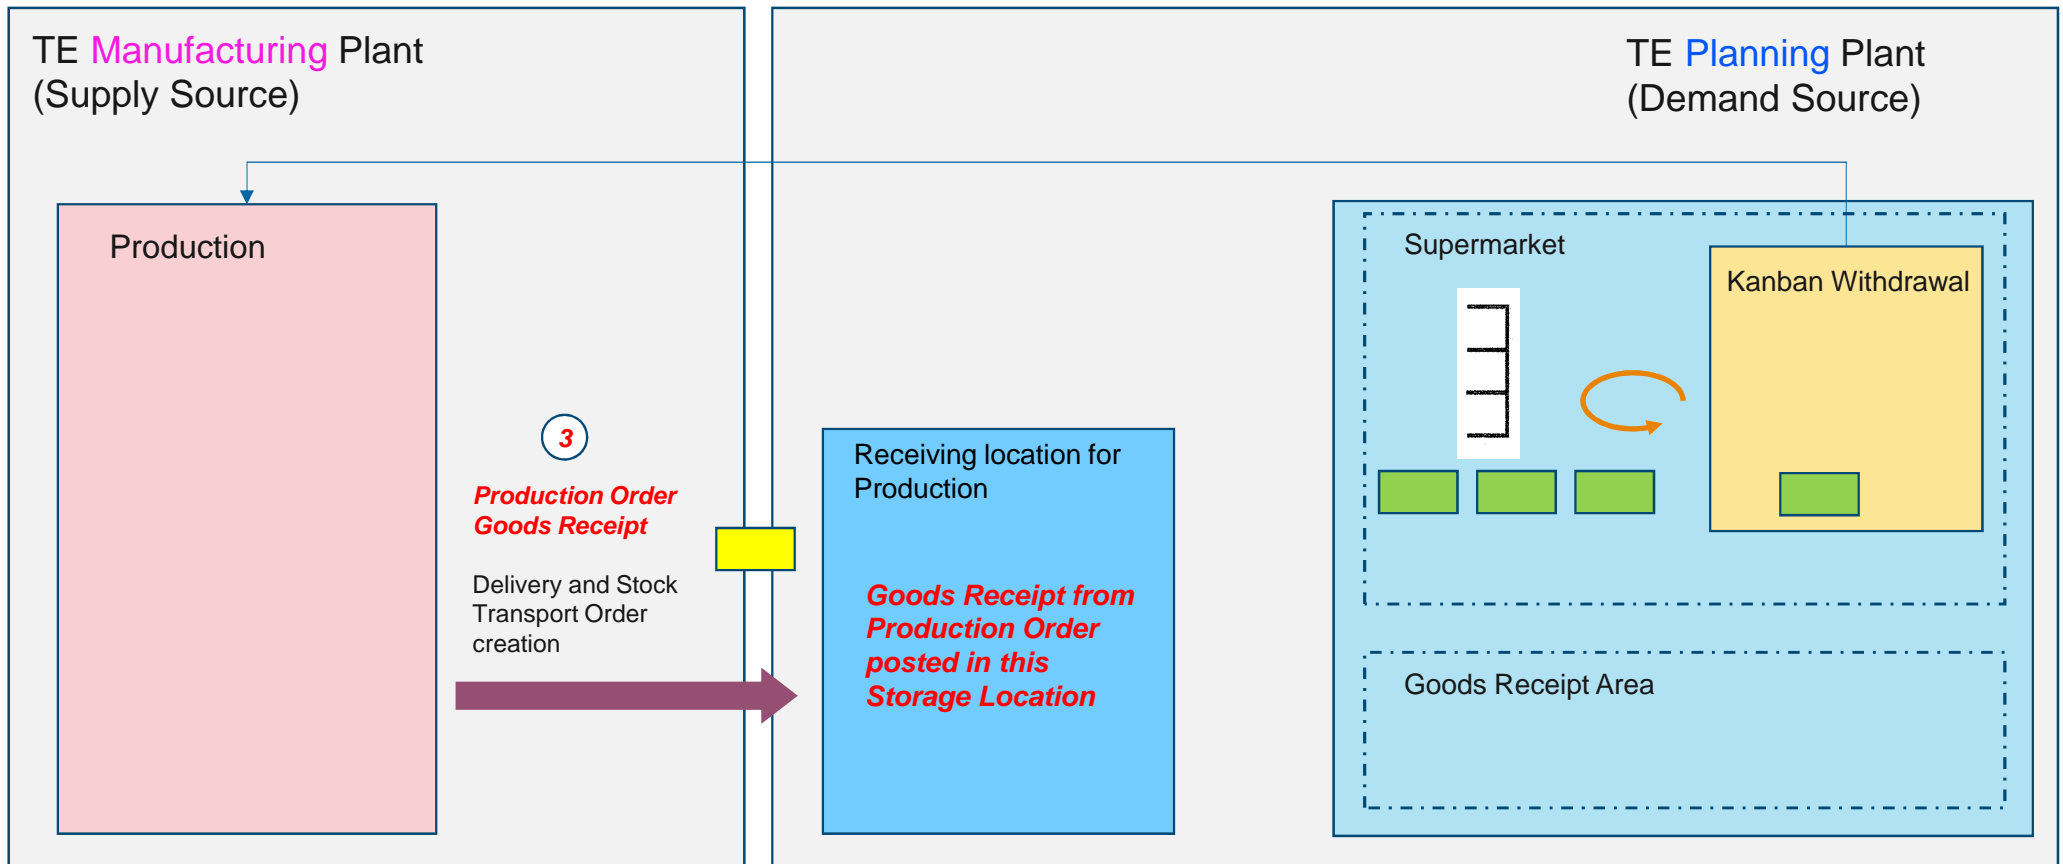 TE Manufacturing Plant
(Supply Source)
TE Planning Plant
(Demand Source)
Production
3
Production Order
Goods Receipt
Delivery and Stock
Transport Order
creation
Receiving location for
Production
Goods Receipt from
Production Order
posted in this
Storage Location
Supermarket
Kanban Withdrawal
Goods Receipt Area